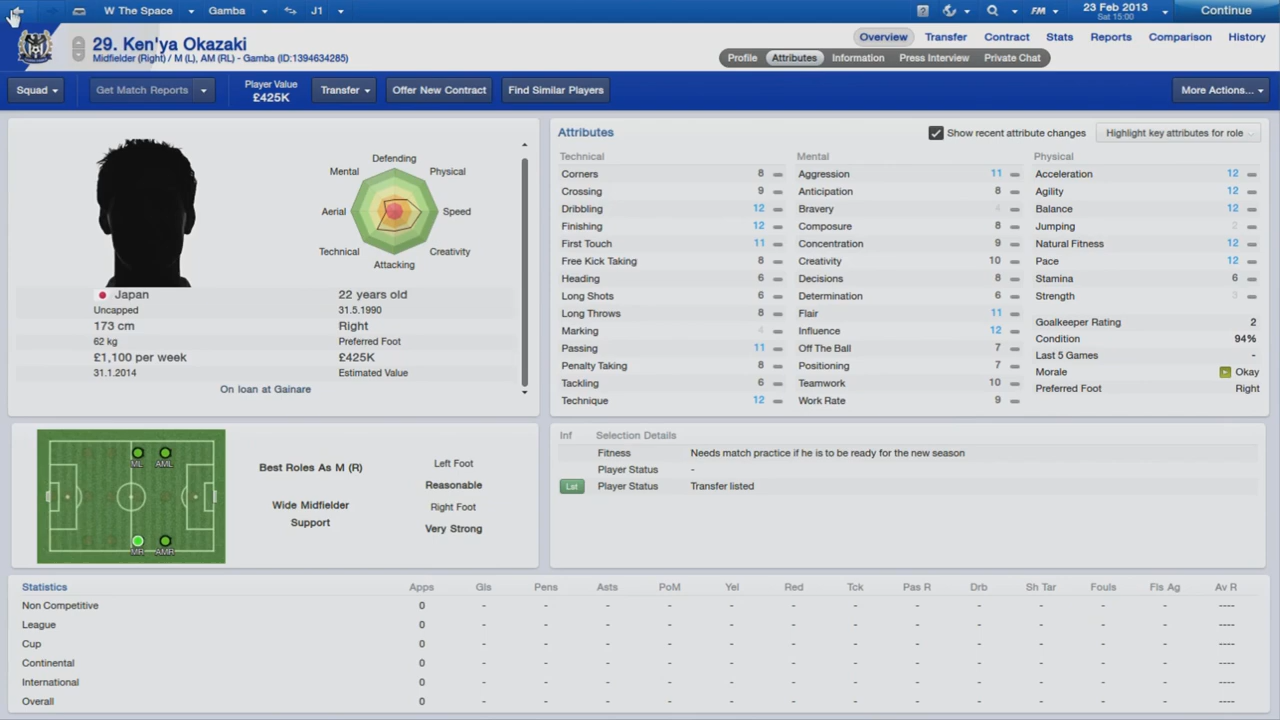 W The Space Gamba J1 FM 23 Feb 2013 Sat 15:00 Continue
29. Ken'ya Okazaki
Midfielder (Right) / M (L), AM (RL) - Gamba (ID:1394634285)
Overview Transfer Contract Stats Reports Comparison History
Profile Attributes Information Press Interview Private Chat
Squad Get Match Reports Player Value £425K Transfer Offer New Contract Find Similar Players More Actions...
Mental Defending Physical
Aerial Speed
Technical Attacking Creativity
Japan 22 years old
Uncapped 31.5.1990
173 cm Right
62 kg Preferred Foot
£1,100 per week £425K
31.1.2014 Estimated Value
On loan at Gainare
Attributes Show recent attribute changes Highlight key attributes for role
Technical Mental Physical
Corners 8 Aggression 11 Acceleration 12
Crossing 9 Anticipation 8 Agility 12
Dribbling 12 Bravery 4 Balance 12
Finishing 12 Composure 8 Jumping 2
First Touch 11 Concentration 9 Natural Fitness 12
Free Kick Taking 8 Creativity 10 Pace 12
Heading 6 Decisions 8 Stamina 6
Long Shots 6 Determination 6 Strength 3
Long Throws 8 Flair 11 Goalkeeper Rating 2
Marking 4 Influence 12 Condition 94%
Passing 11 Off The Ball 7 Last 5 Games -
Penalty Taking 8 Positioning 7 Morale Okay
Tackling 6 Teamwork 10 Preferred Foot Right
Technique 12 Work Rate 9
ML AML
MR AMR
Best Roles As M (R)
Wide Midfielder
Support
Left Foot
Reasonable
Right Foot
Very Strong
Inf Selection Details
Fitness Needs match practice if he is to be ready for the new season
Player Status -
Lst Player Status Transfer listed
Statistics Apps Gls Pens Asts PoM Yel Red Tck Pas R Drb Sh Tar Fouls Fls Ag Av R
Non Competitive 0 - - - - - - - - - - - - ----
League 0 - - - - - - - - - - - - ----
Cup 0 - - - - - - - - - - - - ----
Continental 0 - - - - - - - - - - - - ----
International 0 - - - - - - - - - - - - ----
Overall 0 - - - - - - - - - - - - ----